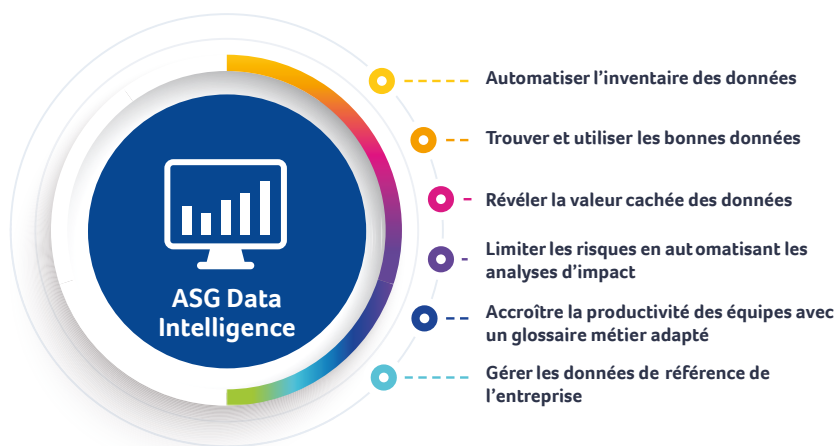 ASG Data
Intelligence
Automatiser l’inventaire des données
Trouver et utiliser les bonnes données
Révéler la valeur cachée des données
Limiter les risques en aut omatisant les
analyses d’impact
Accroître la productivité des équipes avec
un glossaire métier adapté
Gérer les données de référence de
l’entreprise